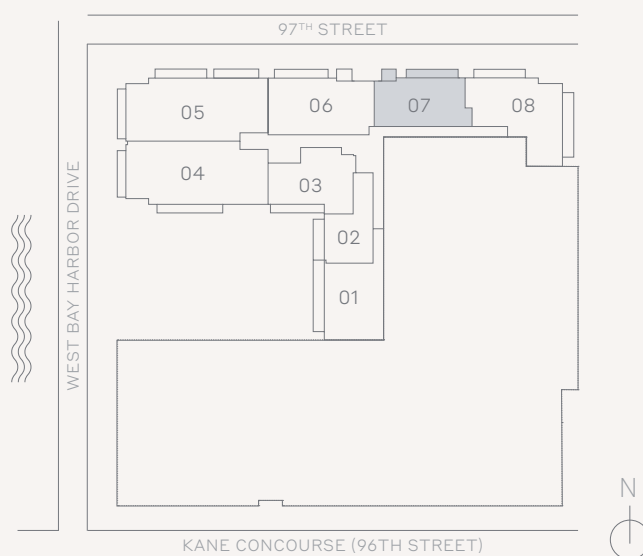 97TH STREET
05
06
07
08
04
03
02
01
WEST BAY HARBOR DRIVE
N
KANE CONCOURSE (96TH STREET)